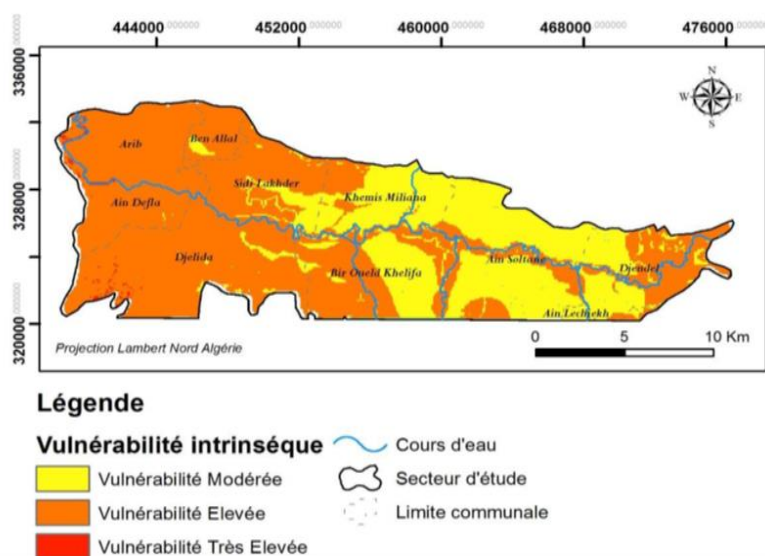 444000 452000 460000 468000 476000
336000
328000
320000
N
W E
S
Arib
Ben Allal
Sidi Lakhder
Khemis Miliana
Ain Defla
Djelida
Bir Oueld Khelifa
Ain Soltane
Djendel
Ain Lechiekh
0 5 10 Km
Projection Lambert Nord Algérie
Légende
Vulnérabilité intrinséque
Cours d'eau
Vulnérabilité Modérée
Secteur d'étude
Vulnérabilité Elevée
Limite communale
Vulnérabilité Très Elevée